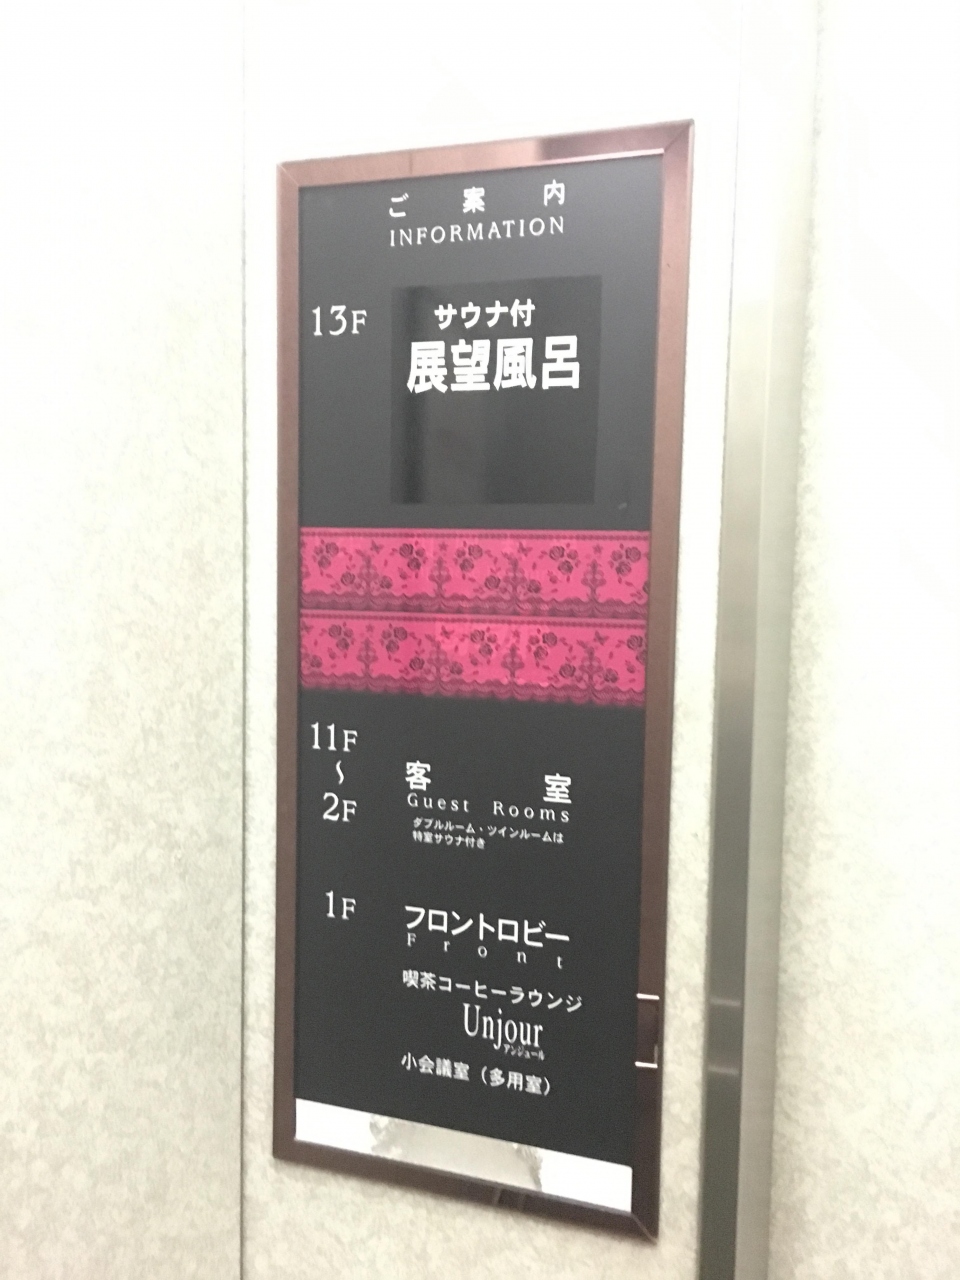 ご案内
INFORMATION
13F
サウナ付
展望風呂
11F
〜
2F
客室
Guest Rooms
ダブルルーム・ツインルームは
特室サウナ付き
1F
フロントロビー
Front
喫茶コーヒーラウンジ
Unjour
アンジュール
小会議室（多用室）